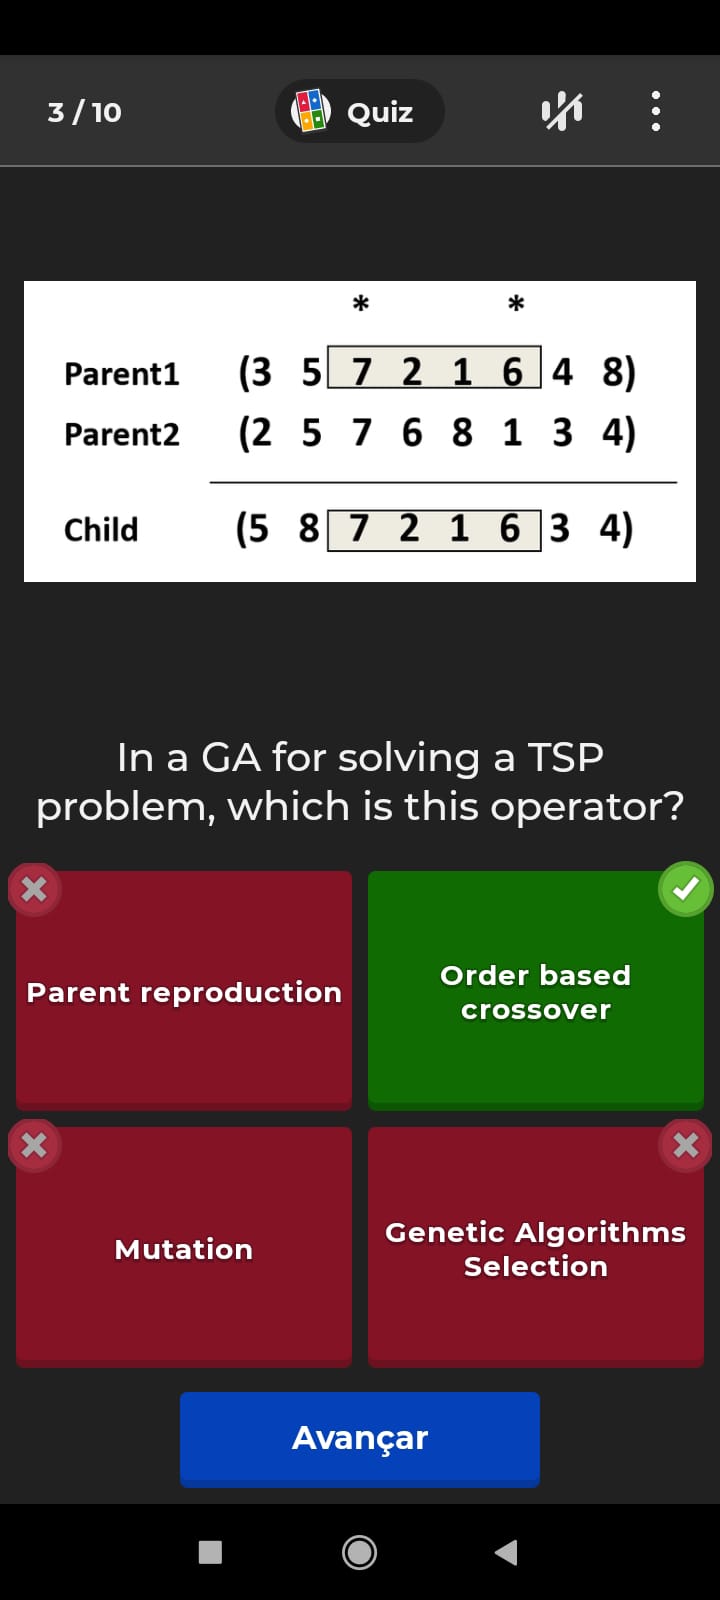 3 / 10
Quiz
* *
Parent1 (3 5 7 2 1 6 4 8)
Parent2 (2 5 7 6 8 1 3 4)
Child (5 8 7 2 1 6 3 4)
In a GA for solving a TSP
problem, which is this operator?
Parent reproduction
Order based
crossover
Mutation
Genetic Algorithms
Selection
Avançar